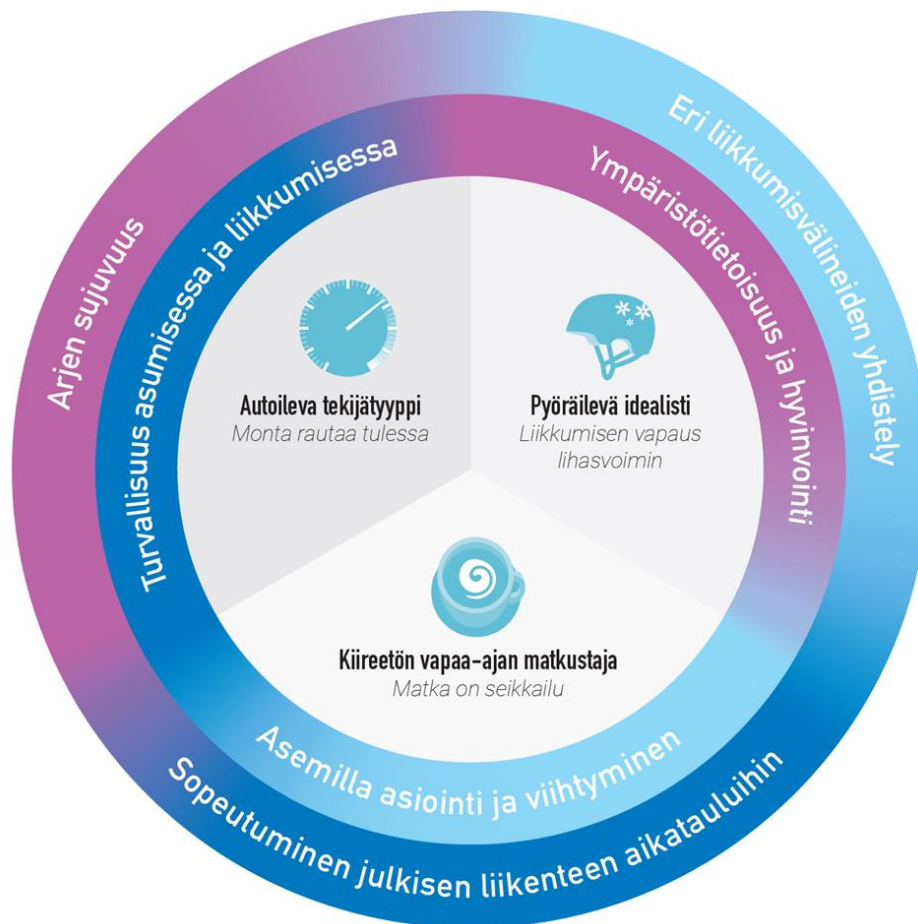 Arjen sujuvuus
Eri liikkumisvälineiden yhdistely
Sopeutuminen julkisen liikenteen aikatauluihin
Turvallisuus asumisessa ja liikkumisessa
Ympäristötietoisuus ja hyvinvointi
Asemilla asiointi ja viihtyminen
Autoileva tekijätyyppi
Monta rautaa tulessa
Pyöräilevä idealisti
Liikkumisen vapaus
lihasvoimin
Kiireetön vapaa-ajan matkustaja
Matka on seikkailu